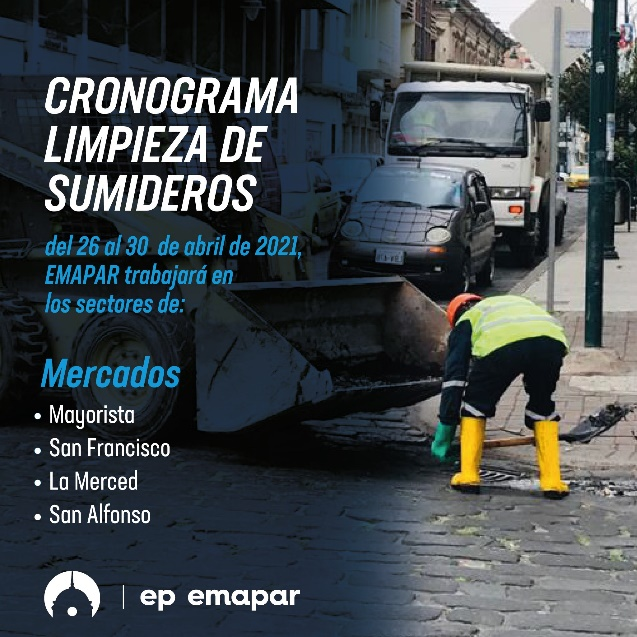 CRONOGRAMA
LIMPIEZA DE
SUMIDEROS
del 26 al 30 de abril de 2021,
EMAPAR trabajará en
los sectores de:
Mercados
• Mayorista
• San Francisco
• La Merced
• San Alfonso
ep emapar